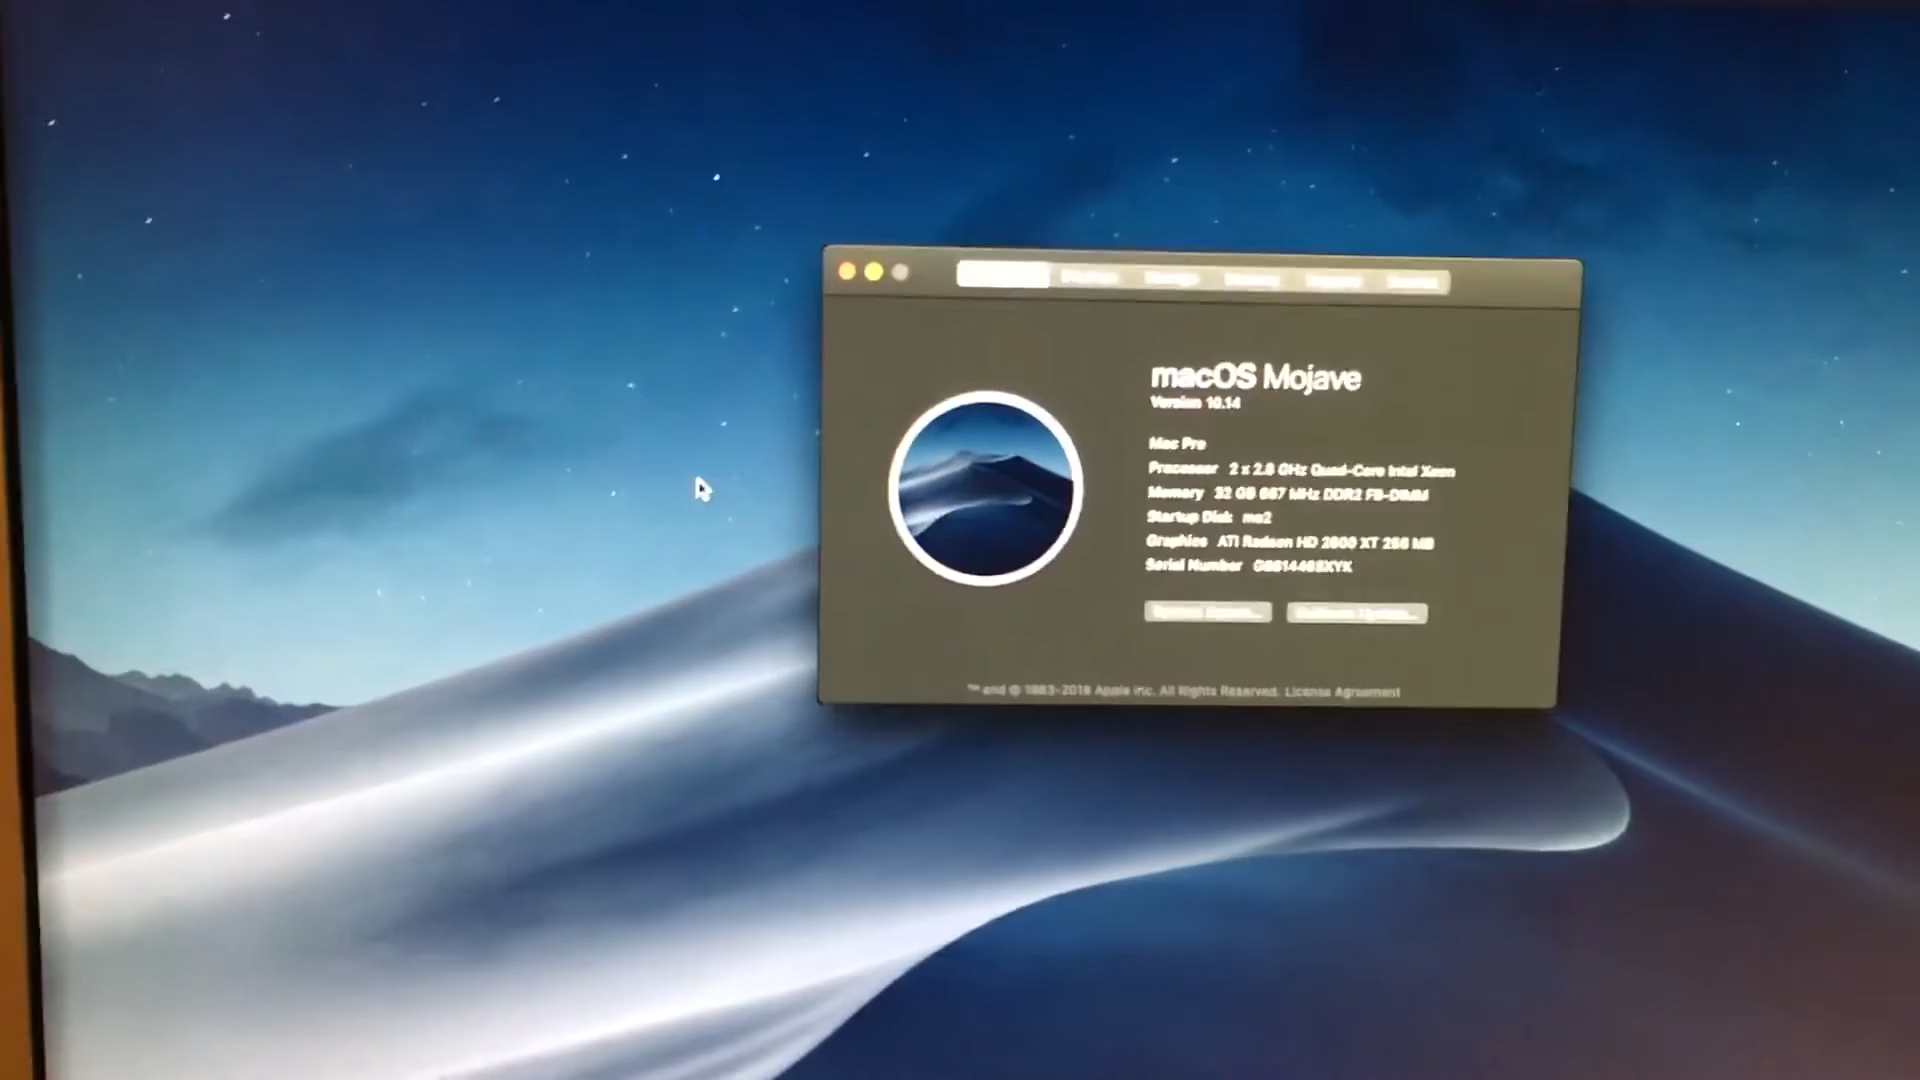 macOS Mojave
Version 10.14
Mac Pro
Processor 2 x 2.8 GHz Quad-Core Intel Xeon
Memory 32 GB 667 MHz DDR2 FB-DIMM
Startup Disk mo2
Graphics ATI Radeon HD 2600 XT 256 MB
Serial Number
™ and © 1983-2018 Apple Inc. All Rights Reserved. License Agreement